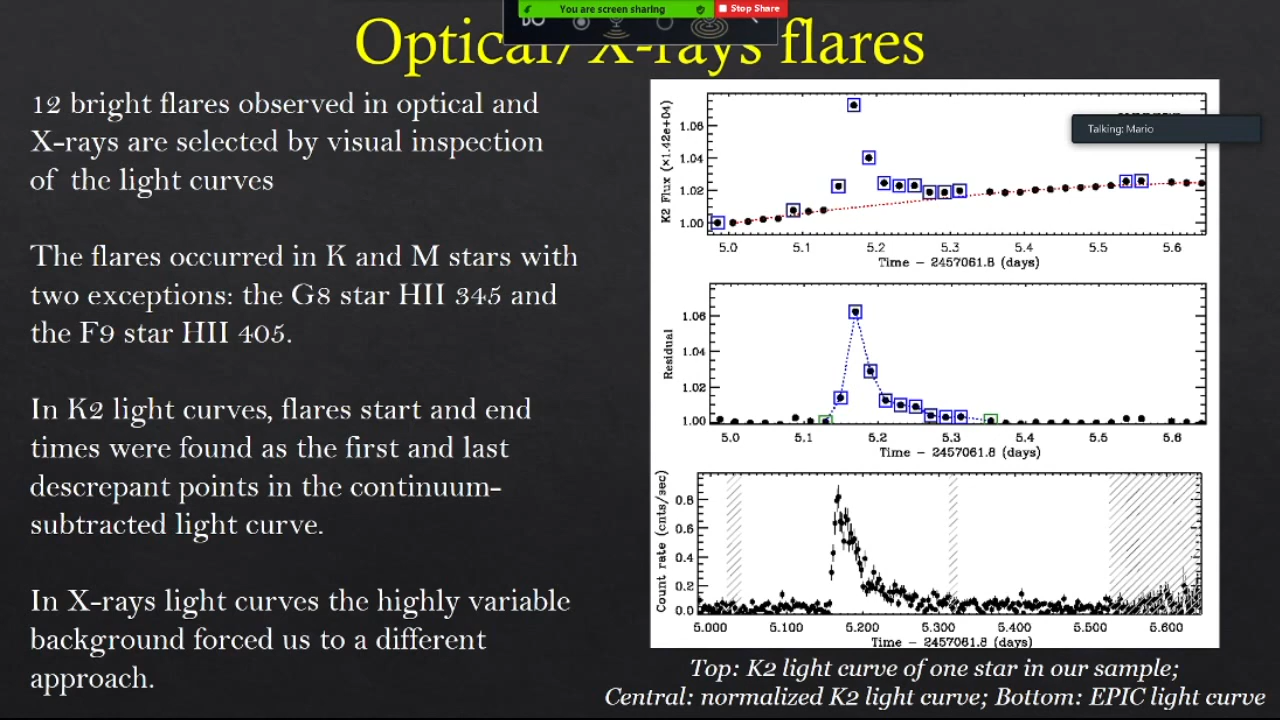 You are screen sharing
Stop Share
Optical/ X-rays flares
12 bright flares observed in optical and
X-rays are selected by visual inspection
of the light curves
The flares occurred in K and M stars with
two exceptions: the G8 star HII 345 and
the F9 star HII 405.
In K2 light curves, flares start and end
times were found as the first and last
descrepant points in the continuum-
subtracted light curve.
In X-rays light curves the highly variable
background forced us to a different
approach.
Talking: Mario
K2 Flux (×1.42e+04)
1.06
1.04
1.02
1.00
5.0 5.1 5.2 5.3 5.4 5.5 5.6
Time - 2457061.8 (days)
Residual
1.06
1.04
1.02
1.00
5.0 5.1 5.2 5.3 5.4 5.5 5.6
Time - 2457061.8 (days)
Count rate (cnts/sec)
0.8
0.6
0.4
0.2
0.0
5.000 5.100 5.200 5.300 5.400 5.500 5.600
Time - 2457061.8 (days)
Top: K2 light curve of one star in our sample;
Central: normalized K2 light curve; Bottom: EPIC light curve